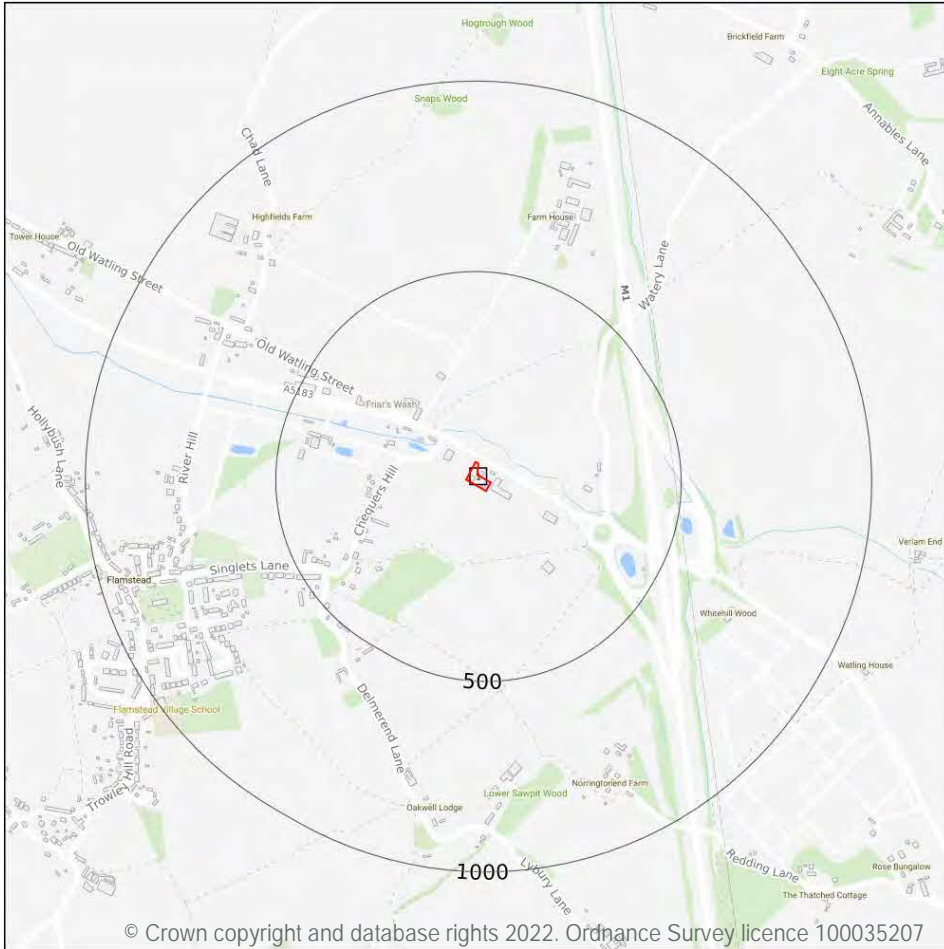 Hogtrough Wood
Brickfield Farm
Eight Acre Spring
Snaps Wood
Annables Lane
Chad Lane
Highfields Farm
Farm House
Tower House
Old Watling Street
M1
Watery Lane
Old Watling Street
A5183
Friar's Wash
Hollybush Lane
River Hill
Chequers Hill
Verlam End
Singlets Lane
Flamstead
Whitehill Wood
Watling House
500
Delmerend Lane
Flamstead Village School
Trowley Hill Road
Norringtonend Farm
Lower Sawpit Wood
Oakwell Lodge
Redding Lane
Rose Bungalow
1000
Lybury Lane
The Thatched Cottage
© Crown copyright and database rights 2022. Ordnance Survey licence 100035207